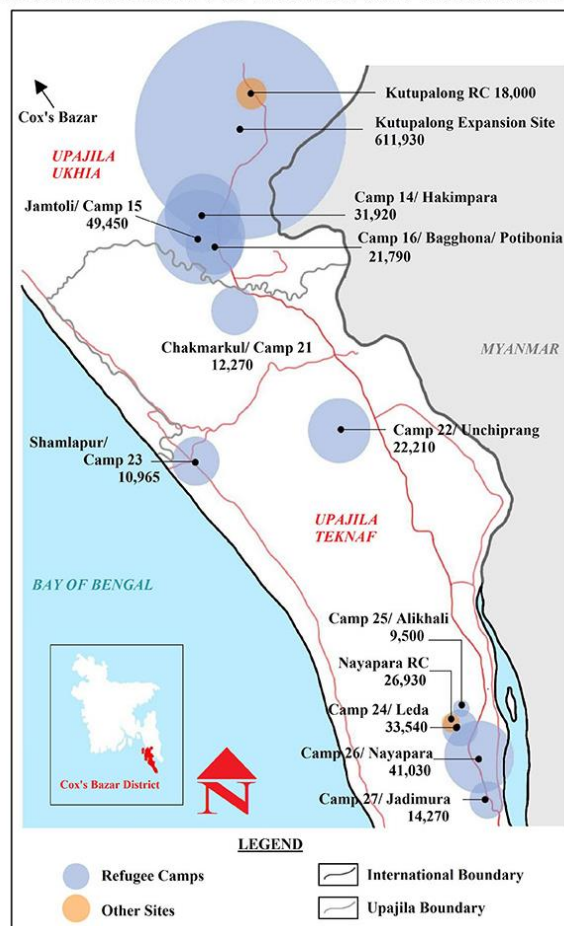 Kutupalong RC 18,000
Cox's Bazar
Kutupalong Expansion Site
611,930
UPAJILA
UKHIA
Camp 14/ Hakimpara
31,920
Jamtoli/ Camp 15
49,450
Camp 16/ Bagghona/ Potibonia
21,790
Chakmarkul/ Camp 21
12,270
MYANMAR
Camp 22/ Unchiprang
22,210
Shamlapur/
Camp 23
10,965
UPAJILA
TEKNAF
BAY OF BENGAL
Camp 25/ Alikhali
9,500
Nayapara RC
26,930
Camp 24/ Leda
33,540
Camp 26/ Nayapara
41,030
Camp 27/ Jadimura
14,270
Cox's Bazar District
N
LEGEND
Refugee Camps
International Boundary
Other Sites
Upajila Boundary